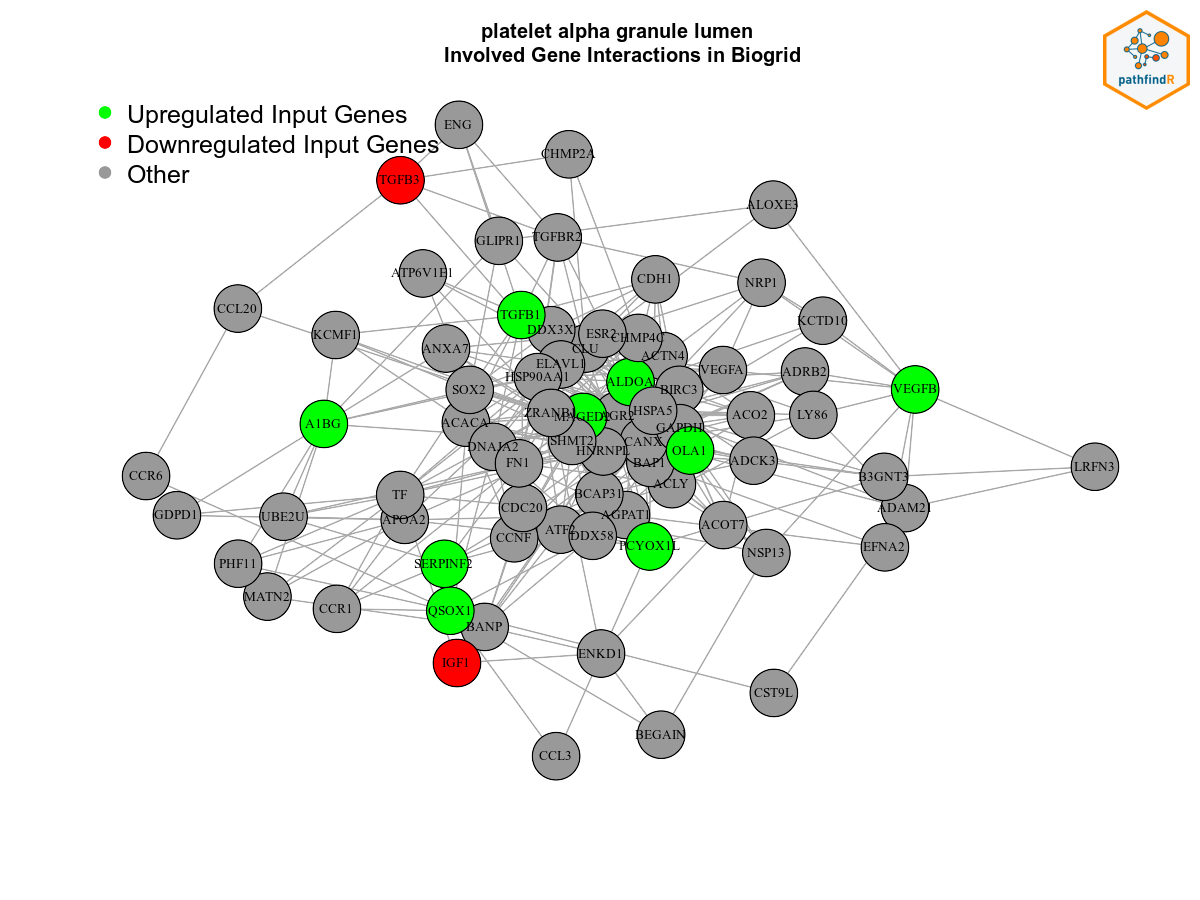 platelet alpha granule lumen
Involved Gene Interactions in Biogrid
pathfindR
Upregulated Input Genes
Downregulated Input Genes
Other
ENG
CHMP2A
TGFB3
ALOXE3
GLIPR1
TGFBR2
ATP6V1E1
CDH1
NRP1
CCL20
TGFB1
KCTD10
KCMF1
DDX3X
ESR2
CHMP4C
ANXA7
CLU
ACTN4
ELAVL1
VEGFA
ADRB2
HSP90AA1
ALDOA
BIRC3
VEGFB
SOX2
ZRANB1
MAGED2
AGR2
HSPA5
ACO2
LY86
A1BG
ACACA
GAPDH
SHMT2
CANX
DNAJA2
HNRNPL
OLA1
FN1
BAP1
ADCK3
LRFN3
CCR6
B3GNT3
ACLY
TF
BCAP31
CDC20
ADAM21
GDPD1
UBE2U
APOA2
AGPAT1
ACOT7
ATF2
DDX58
CCNF
PCYOX1L
EFNA2
NSP13
PHF11
SERPINF2
MATN2
CCR1
QSOX1
BANP
ENKD1
IGF1
CST9L
BEGAIN
CCL3